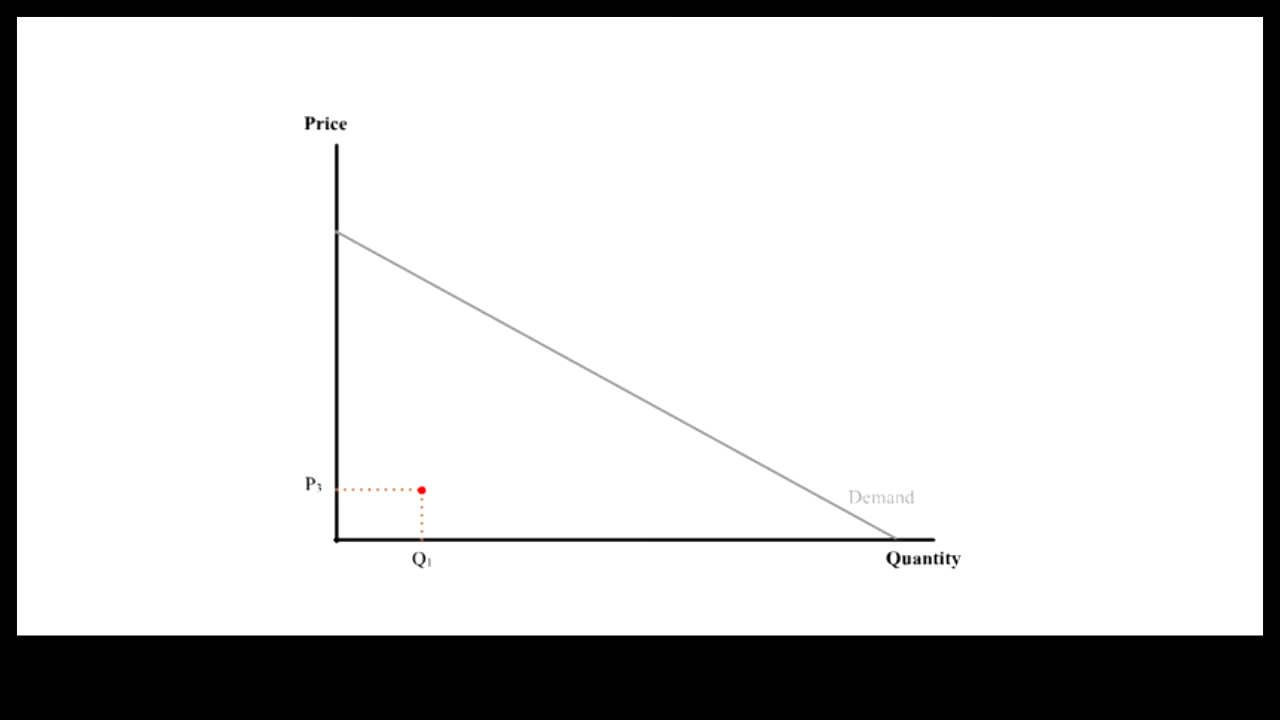 Price
P₃
Demand
Q₁
Quantity